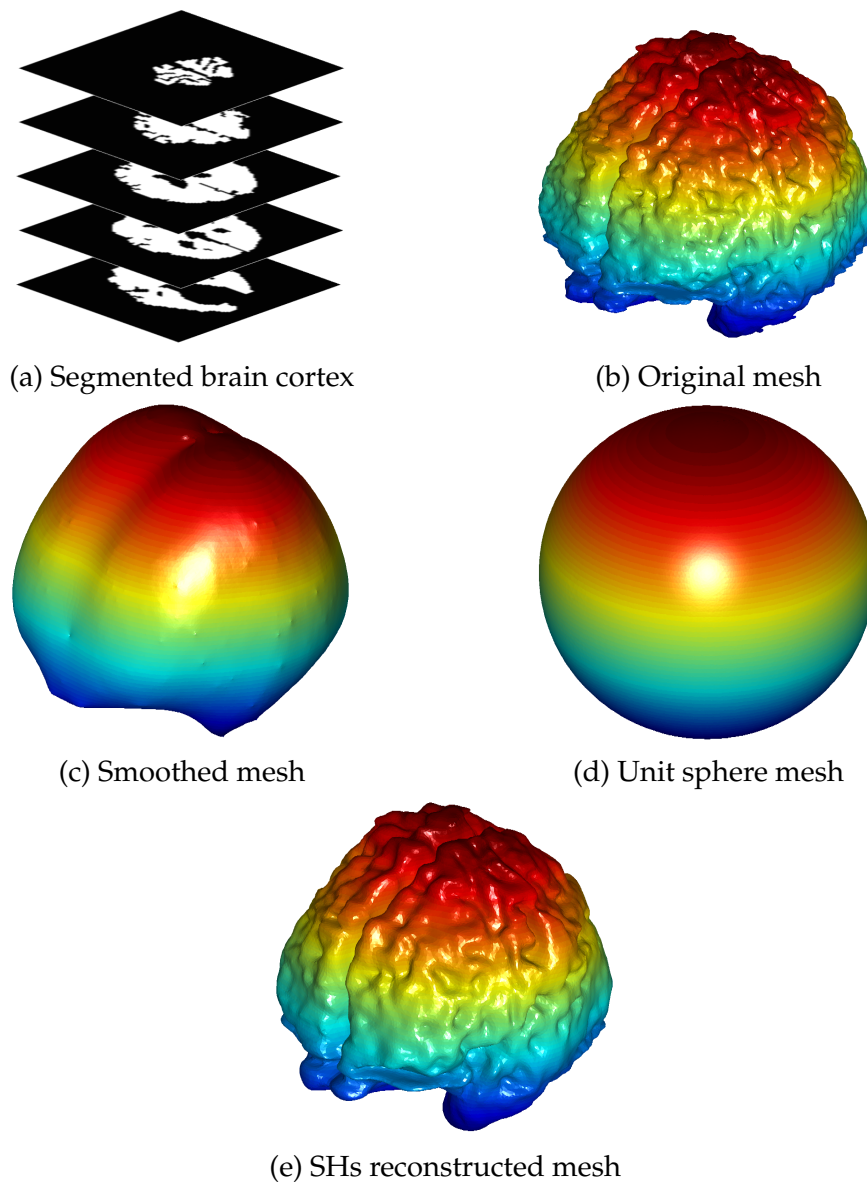 (a) Segmented brain cortex
(b) Original mesh
(c) Smoothed mesh
(d) Unit sphere mesh
(e) SHs reconstructed mesh